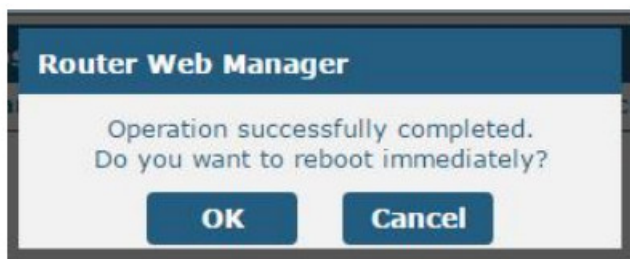 Router Web Manager
Operation successfully completed.
Do you want to reboot immediately?
OK
Cancel